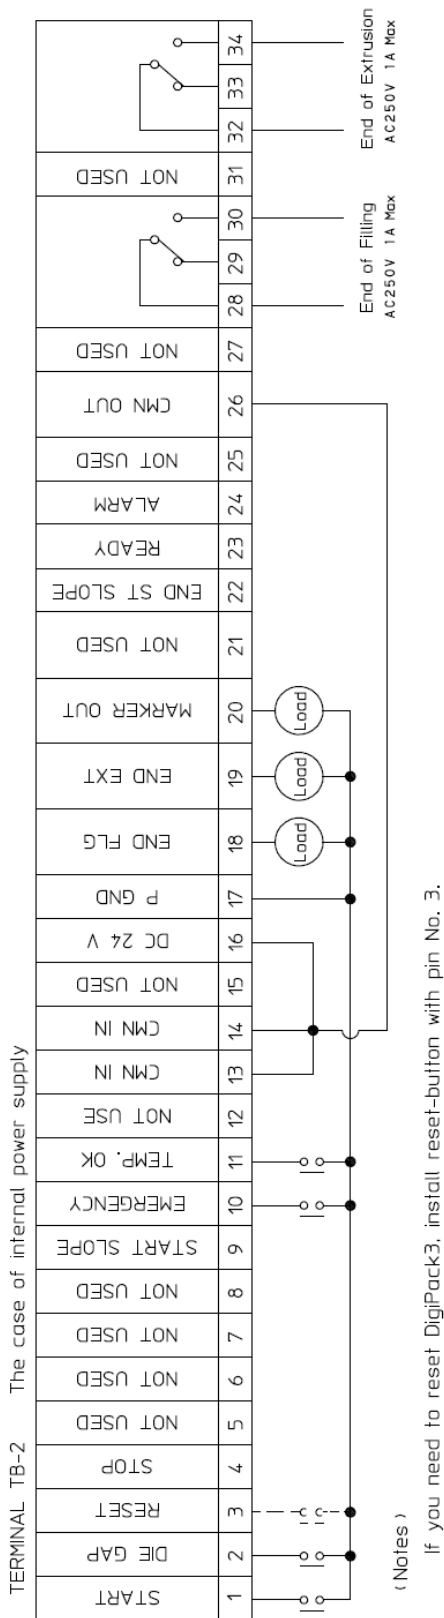 TERMINAL TB-2 The case of internal power supply
START 1
DIE GAP 2
RESET 3
STOP 4
NOT USED 5
NOT USED 6
NOT USED 7
NOT USED 8
START SLOPE 9
EMERGENCY 10
TEMP. OK 11
NOT USE 12
CMN IN 13
CMN IN 14
NOT USED 15
DC 24 V 16
P GND 17
END FLG 18
END EXT 19
MARKER OUT 20
NOT USED 21
END ST SLOPE 22
READY 23
ALARM 24
NOT USED 25
CMN OUT 26
NOT USED 27
28
29
30
NOT USED 31
32
33
34
Load
Load
Load
End of Filling
AC250V 1A Max
End of Extrusion
AC250V 1A Max
(Notes)
If you need to reset DigiPack3, install reset-button with pin No. 3.